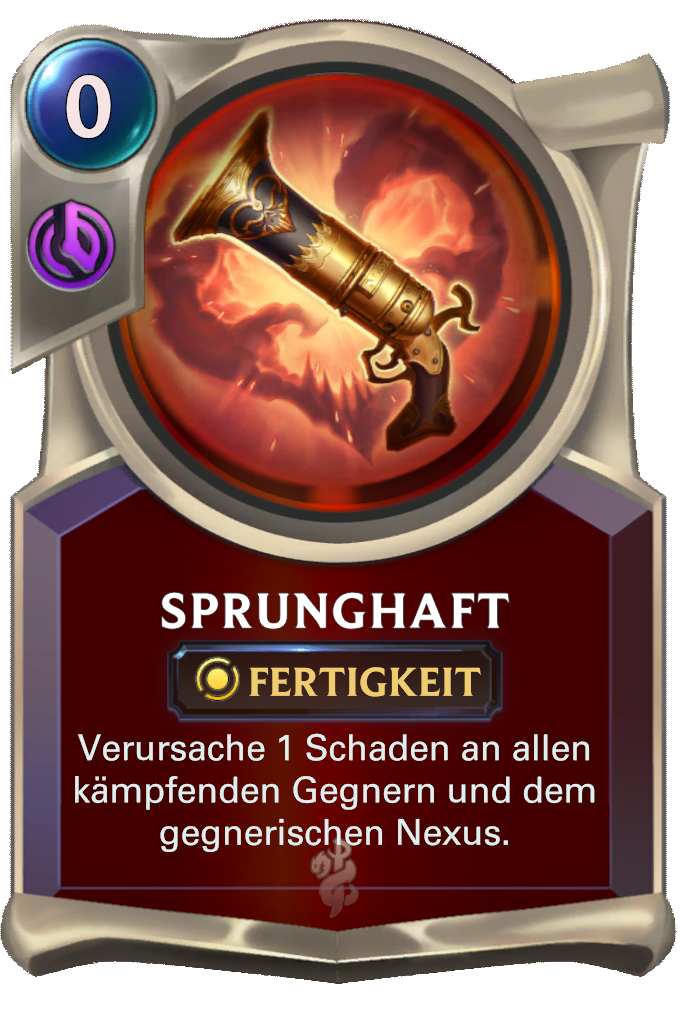 0
SPRUNGHAFT
FERTIGKEIT
Verursache 1 Schaden an allen
kämpfenden Gegnern und dem
gegnerischen Nexus.